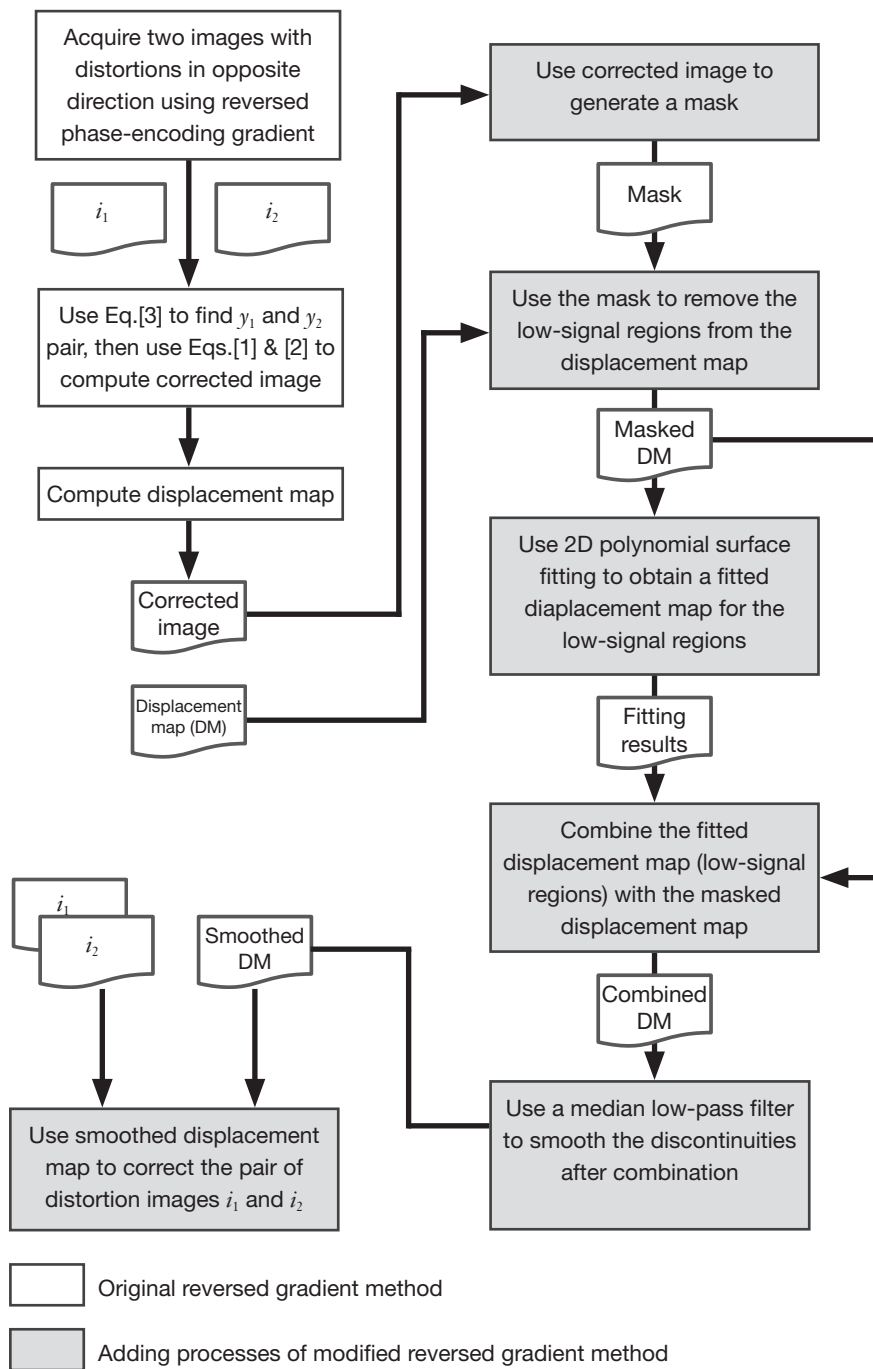 Acquire two images with
distortions in opposite
direction using reversed
phase-encoding gradient
i1
i2
Use Eq.[3] to find y1 and y2
pair, then use Eqs.[1] & [2] to
compute corrected image
Compute displacement map
Corrected
image
Displacement
map (DM)
Use corrected image to
generate a mask
Mask
Use the mask to remove the
low-signal regions from the
displacement map
Masked
DM
Use 2D polynomial surface
fitting to obtain a fitted
diaplacement map for the
low-signal regions
Fitting
results
Combine the fitted
displacement map (low-signal
regions) with the masked
displacement map
Combined
DM
Use a median low-pass filter
to smooth the discontinuities
after combination
Smoothed
DM
i1
i2
Use smoothed displacement
map to correct the pair of
distortion images i1 and i2
Original reversed gradient method
Adding processes of modified reversed gradient method